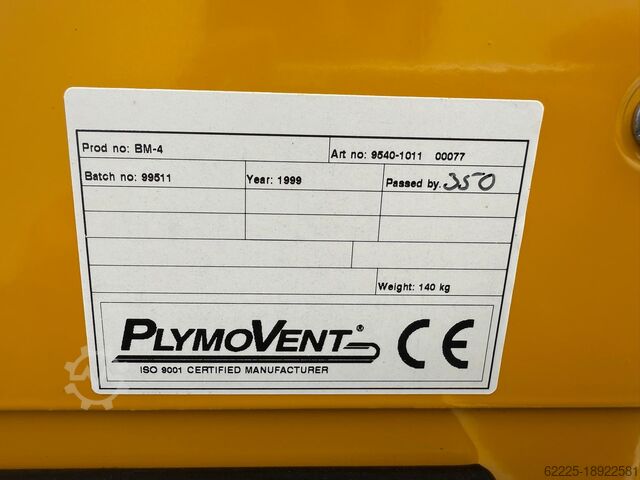 Prod no: BM-4 Art no: 9540-1011 00077
Batch no: 99511 Year: 1999 Passed by. 350
Weight: 140 kg
PLYMOVENT® CE
ISO 9001 CERTIFIED MANUFACTURER
62225-18922581